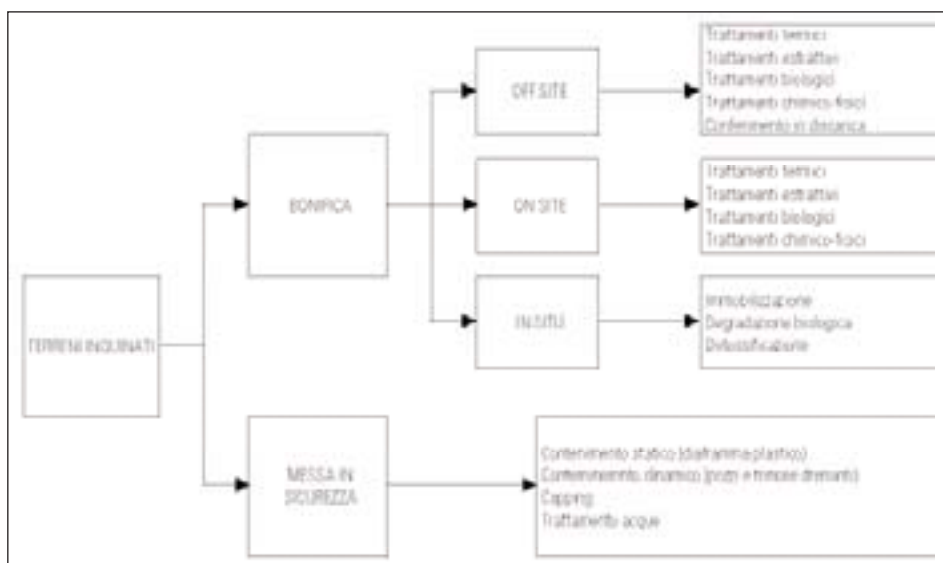 TERRENI INQUINATI
BONIFICA
OFF SITE
Trattamenti termici
Trattamenti estrattivi
Trattamenti biologici
Trattamenti chimico-fisici
Conferimento in discarica
ON SITE
Trattamenti termici
Trattamenti estrattivi
Trattamenti biologici
Trattamenti chimico-fisici
IN SITU
Immobilizzazione
Degradazione biologica
Detossificazione
MESSA IN
SICUREZZA
Contenimento statico (diaframma plastico)
dinamico (pozzi e trincee drenanti)
Capping
Trattamento acque